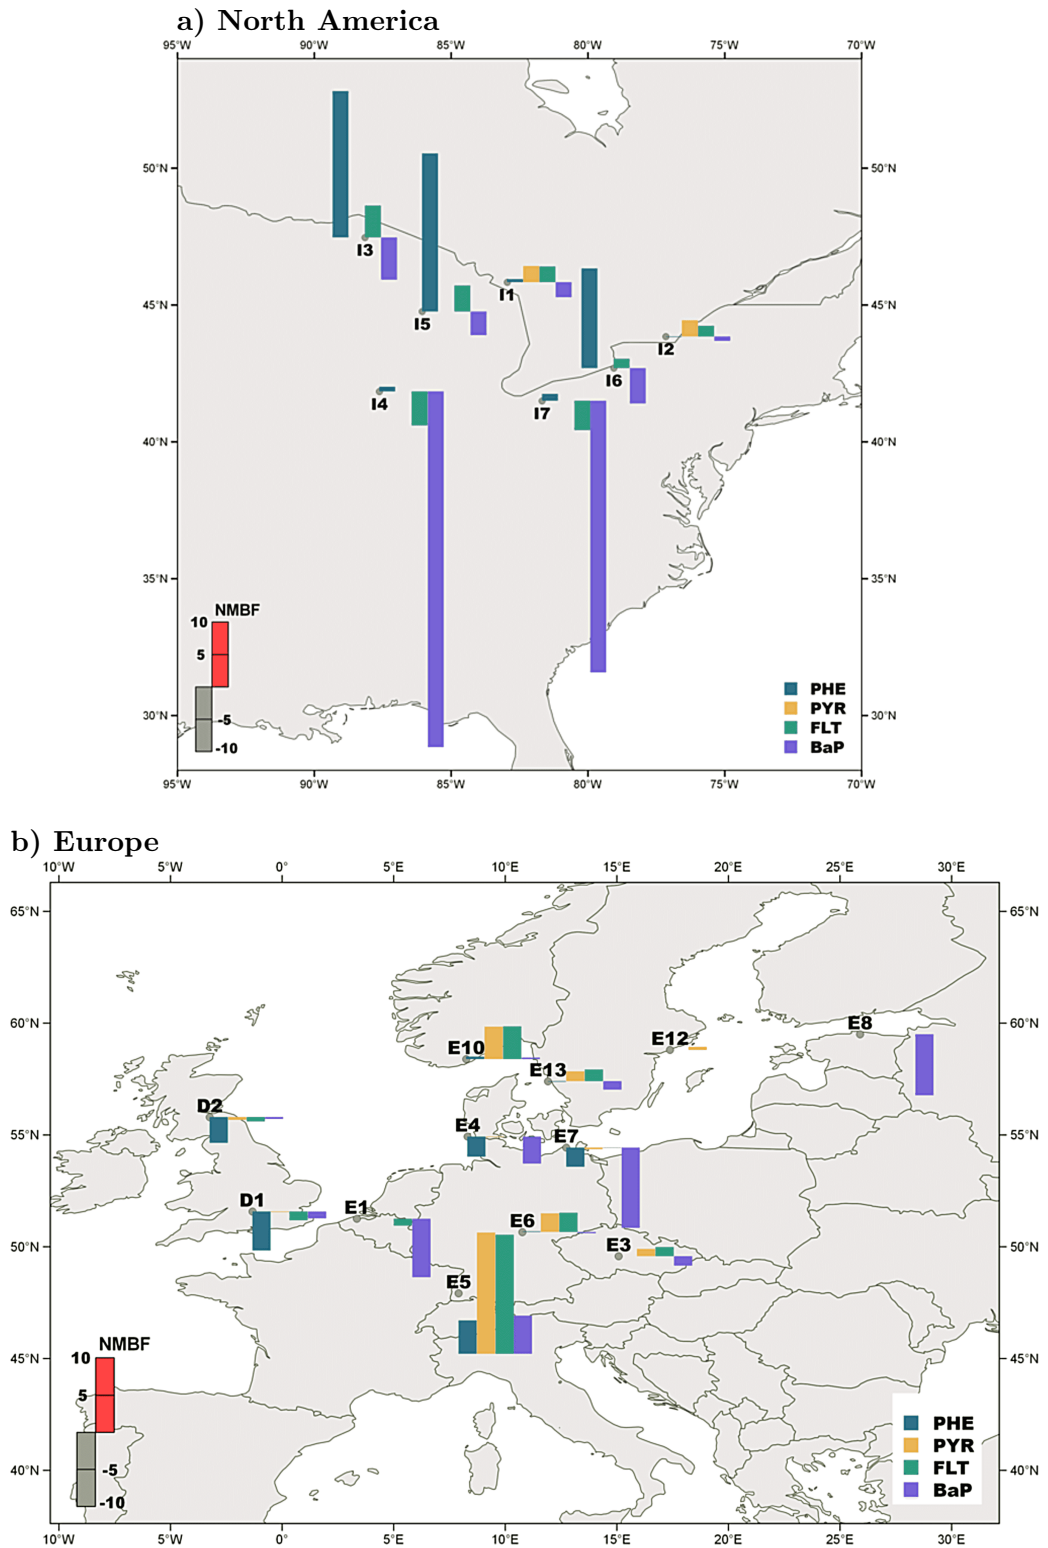 a) North America
95°W 90°W 85°W 80°W 75°W 70°W
50°N 50°N
I3
I1
45°N 45°N
I5
I2
I6
I4
I7
40°N 40°N
35°N 35°N
NMBF
10
5
-5
-10
PHE
PYR
FLT
BaP
30°N 30°N
95°W 90°W 85°W 80°W 75°W 70°W
b) Europe
10°W 5°W 0° 5°E 10°E 15°E 20°E 25°E 30°E
65°N 65°N
60°N 60°N
E8
E12
E10
E13
D2
E4
E7
55°N 55°N
D1
E1
E6
E3
50°N 50°N
E5
45°N 45°N
NMBF
10
5
-5
-10
PHE
PYR
FLT
BaP
40°N 40°N
10°W 5°W 0° 5°E 10°E 15°E 20°E 25°E 30°E